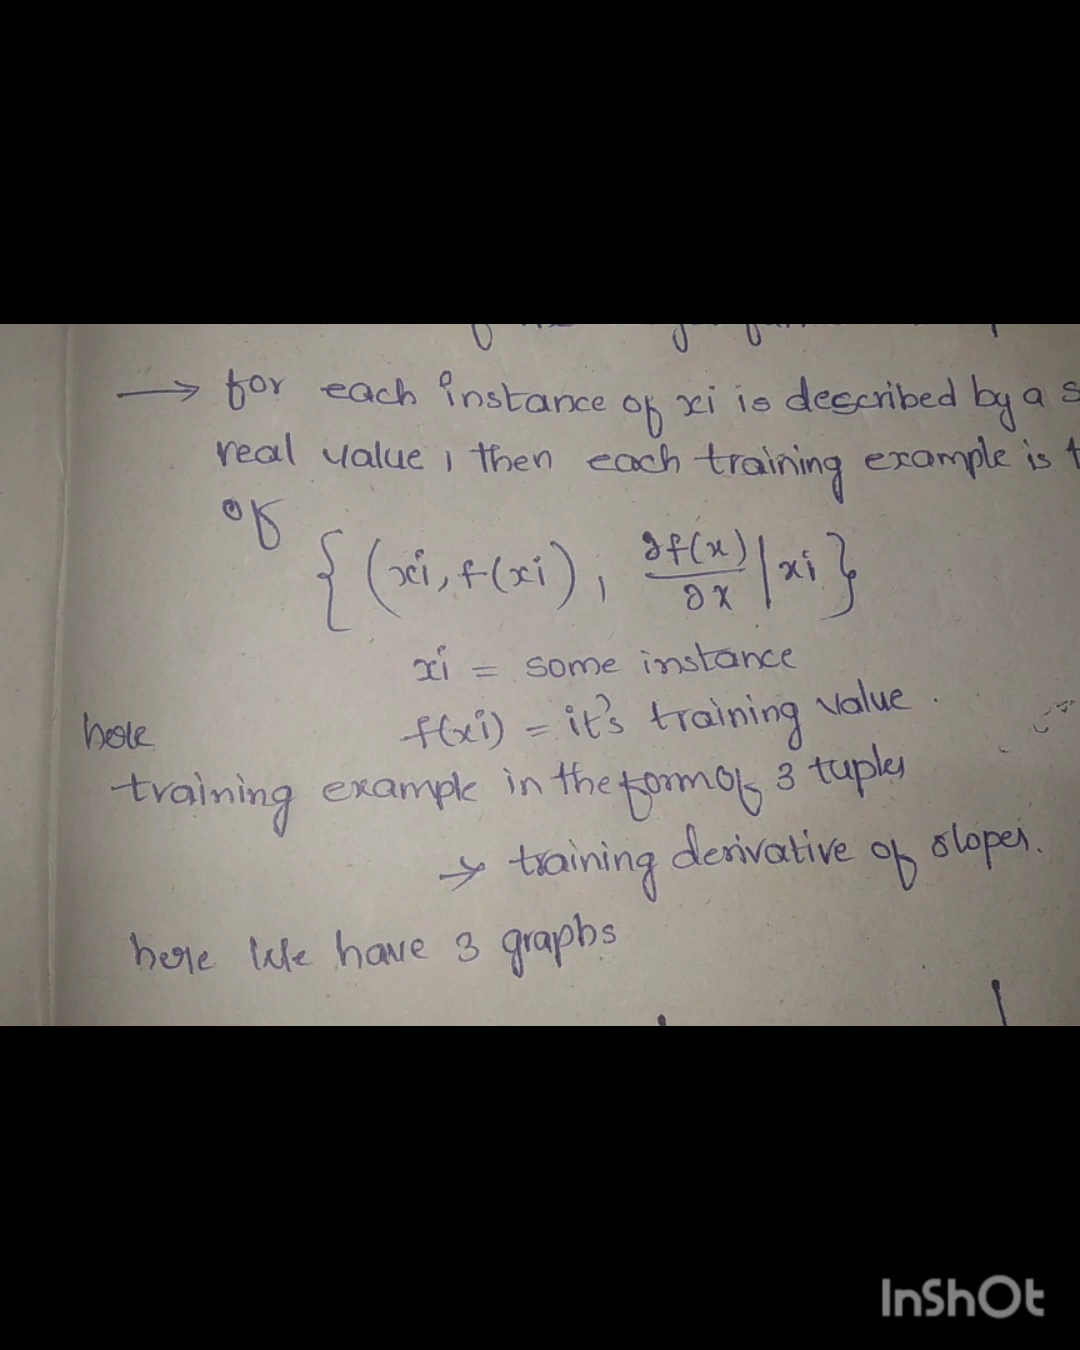 → for each instance of xi is described by a
real value, then each training example is
of
{(xi, f(xi), ∂f(x)/∂x | xi}
xi = some instance
here f(xi) = it's training value.
training example in the form of 3 tuples
→ training derivative of slopes.
here we have 3 graphs
InShOt